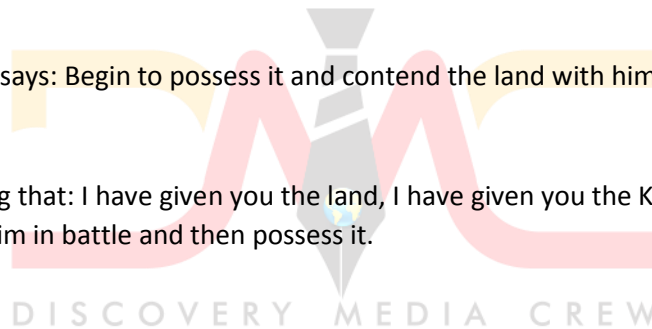 says: Begin to possess it and contend the land with him
g that: I have given you the land, I have given you the K
im in battle and then possess it.
DISCOVERY MEDIA CREW